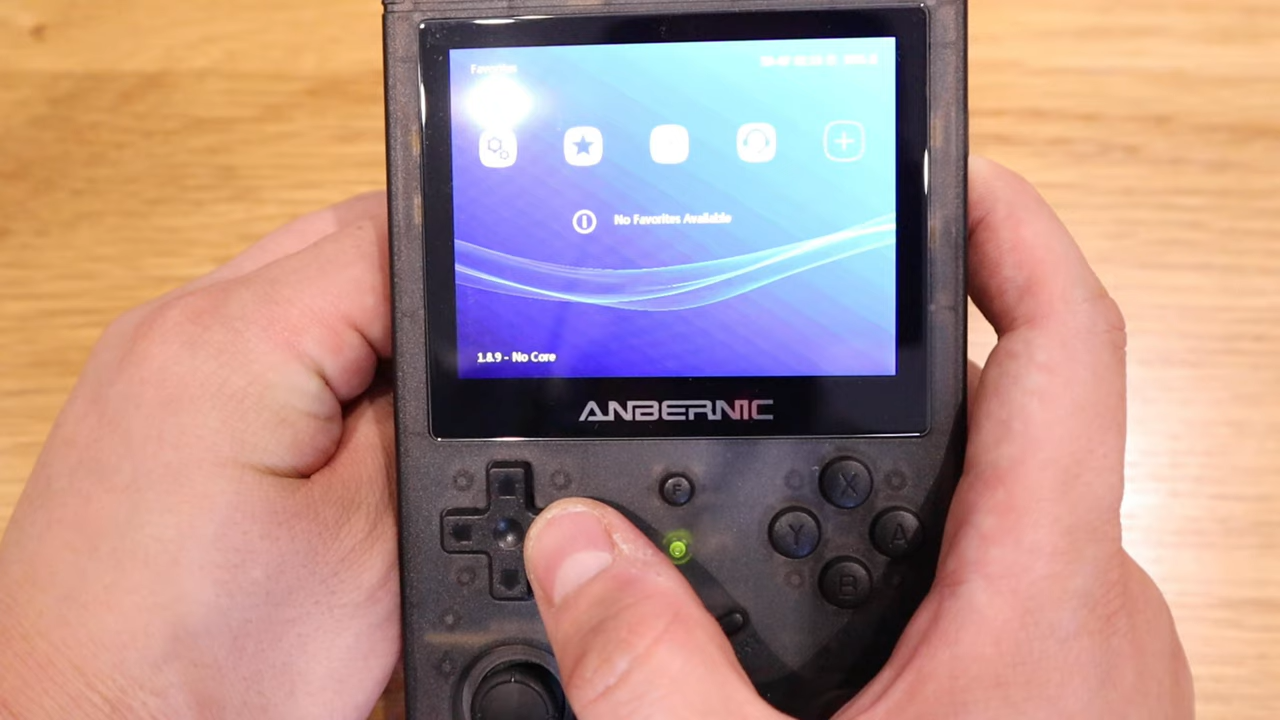 Favorites
No Favorites Available
1.8.9 - No Core
ANBERNIC
F
X
Y
A
B